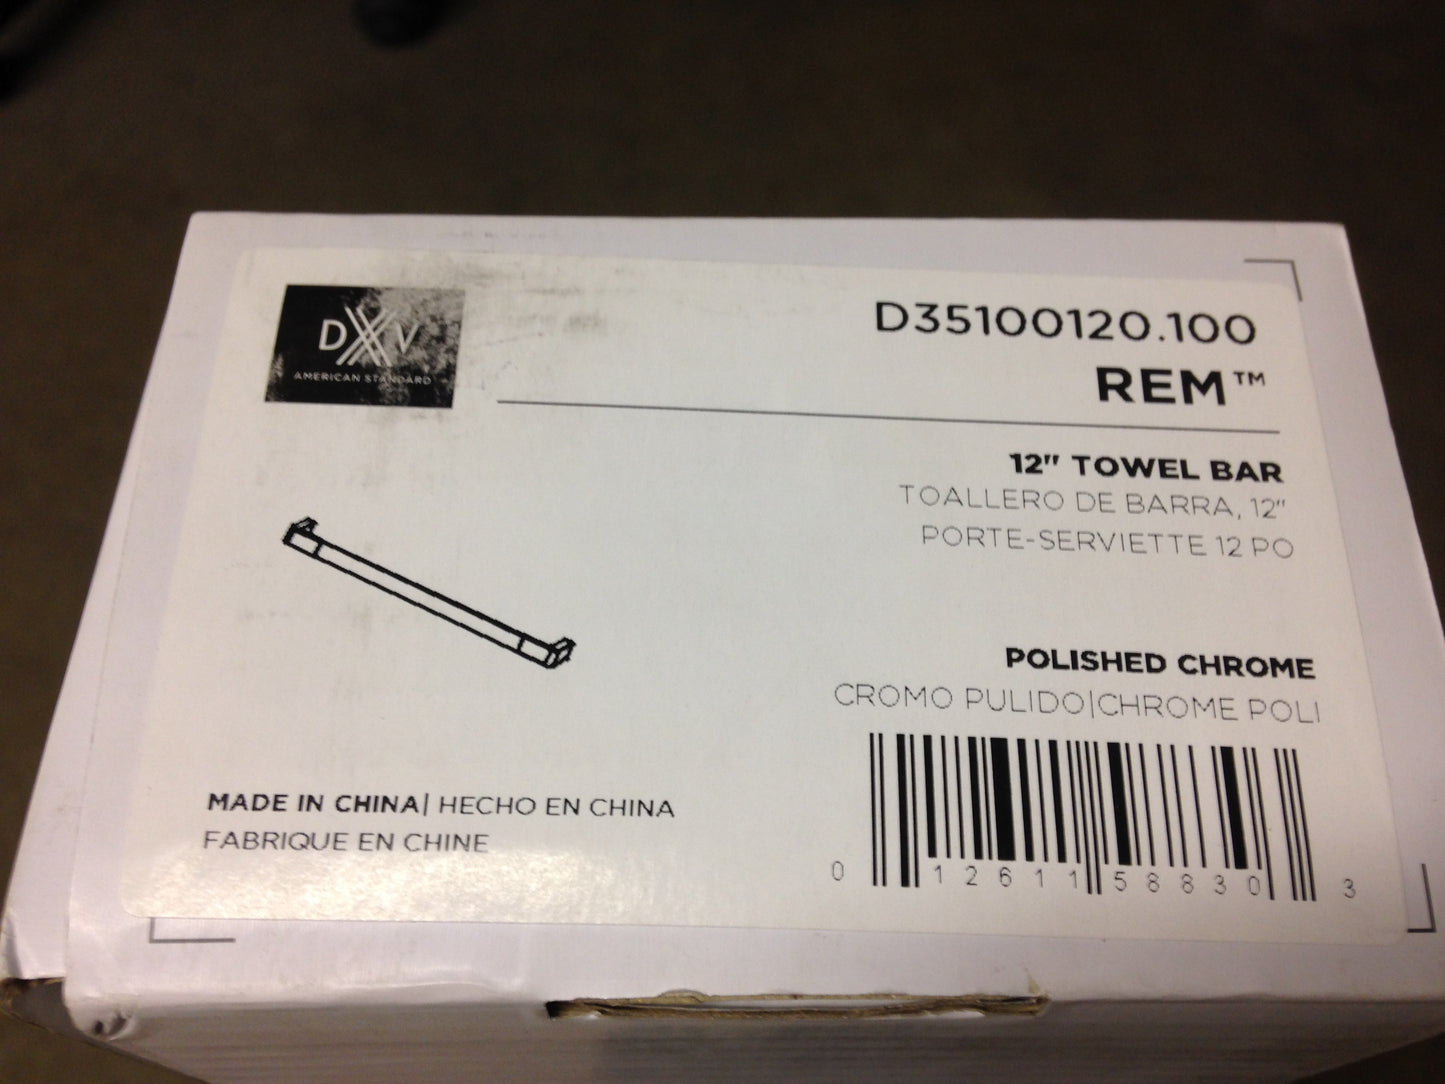 DXV
AMERICAN STANDARD
D35100120.100
REM™
12" TOWEL BAR
TOALLERO DE BARRA, 12"
PORTE-SERVIETTE 12 PO
POLISHED CHROME
CROMO PULIDO|CHROME POLI
MADE IN CHINA| HECHO EN CHINA
FABRIQUE EN CHINE
0 12611 58830 3